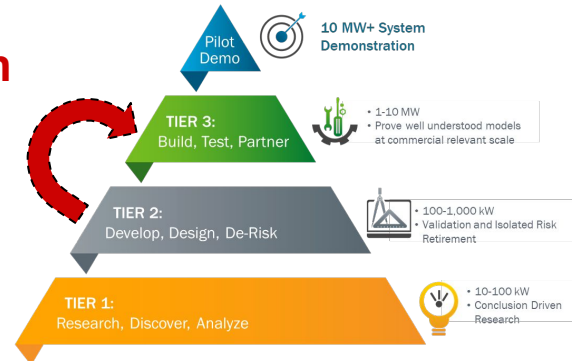 Pilot
Demo
10 MW+ System
Demonstration
TIER 3:
Build, Test, Partner
• 1-10 MW
• Prove well understood models
at commercial relevant scale
TIER 2:
Develop, Design, De-Risk
• 100-1,000 kW
• Validation and Isolated Risk
Retirement
TIER 1:
Research, Discover, Analyze
• 10-100 kW
• Conclusion Driven
Research